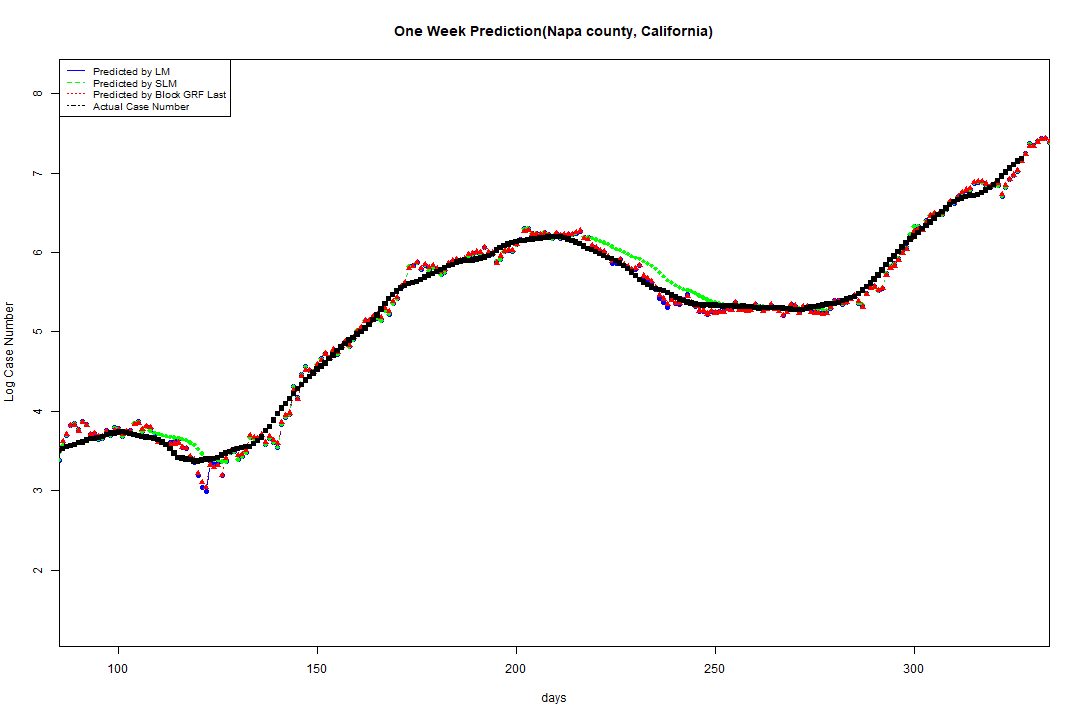 One Week Prediction(Napa county, California)
Predicted by LM
Predicted by SLM
Predicted by Block GRF Last
Actual Case Number
8
7
6
5
4
3
2
Log Case Number
100 150 200 250 300
days